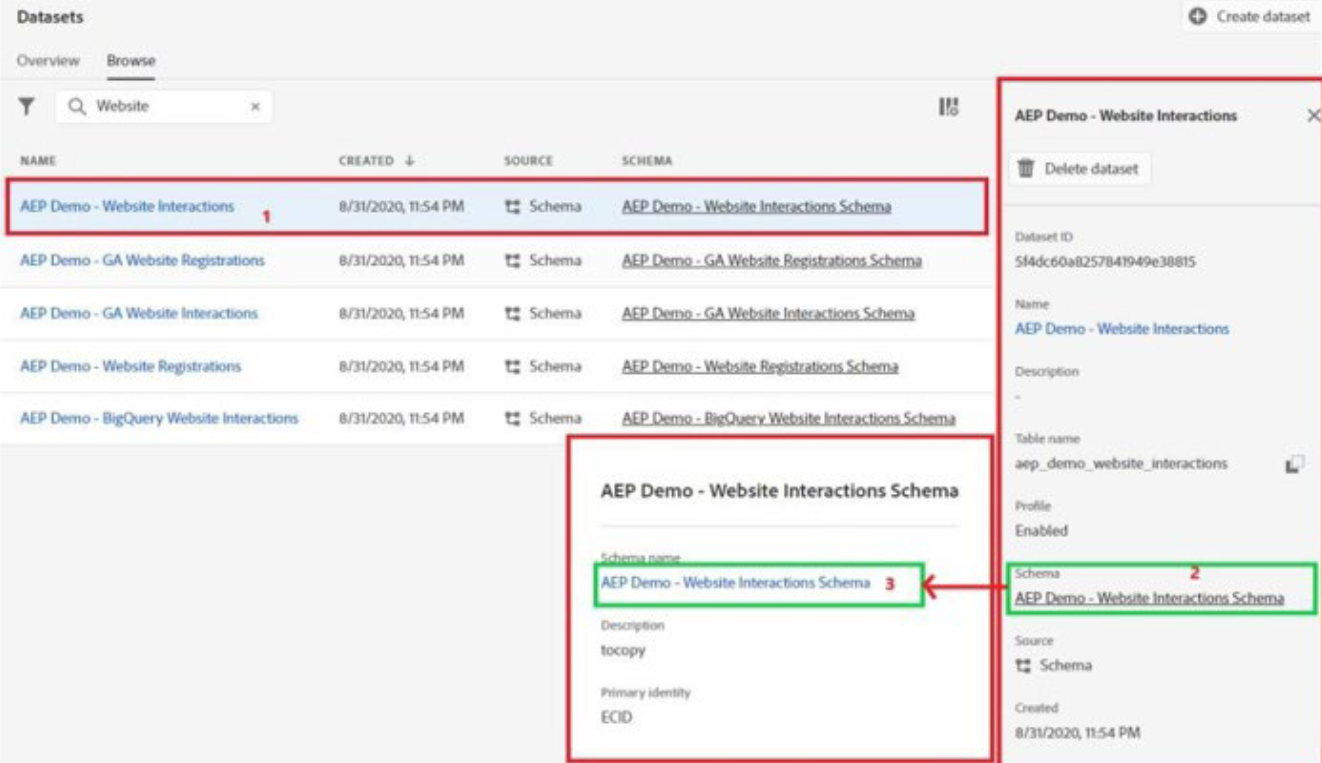 Datasets
Create dataset
Overview Browse
Website ×
NAME CREATED ↓ SOURCE SCHEMA
AEP Demo - Website Interactions 1 8/31/2020, 11:54 PM Schema AEP Demo - Website Interactions Schema
AEP Demo - GA Website Registrations 8/31/2020, 11:54 PM Schema AEP Demo - GA Website Registrations Schema
AEP Demo - GA Website Interactions 8/31/2020, 11:54 PM Schema AEP Demo - GA Website Interactions Schema
AEP Demo - Website Registrations 8/31/2020, 11:54 PM Schema AEP Demo - Website Registrations Schema
AEP Demo - BigQuery Website Interactions 8/31/2020, 11:54 PM Schema AEP Demo - BigQuery Website Interactions Schema
AEP Demo - Website Interactions Schema
Schema name
AEP Demo - Website Interactions Schema 3
Description
tocopy
Primary identity
ECID
AEP Demo - Website Interactions ×
Delete dataset
Dataset ID
5f4dc60a8257841949e38815
Name
AEP Demo - Website Interactions
Description
-
Table name
aep_demo_website_interactions
Profile
Enabled
Schema 2
AEP Demo - Website Interactions Schema
Source
Schema
Created
8/31/2020, 11:54 PM